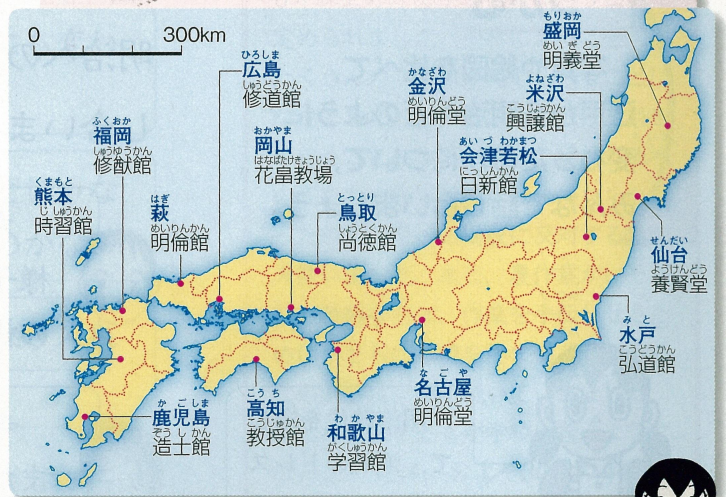 0 300km
もりおか
盛岡
めいぎどう
明義堂
ひろしま
広島
しゅうどうかん
修道館
かなざわ
金沢
めいりんどう
明倫堂
よねざわ
米沢
こうじょうかん
興譲館
ふくおか
福岡
しゅうゆうかん
修猷館
おかやま
岡山
はなばたけきょうじょう
花畠教場
あいづわかまつ
会津若松
にっしんかん
日新館
くまもと
熊本
じしゅうかん
時習館
はぎ
萩
めいりんかん
明倫館
とっとり
鳥取
しょうとくかん
尚徳館
せんだい
仙台
ようけんどう
養賢堂
みと
水戸
こうどうかん
弘道館
かごしま
鹿児島
ぞうしかん
造士館
こうち
高知
こうじゅかん
教授館
わかやま
和歌山
がくしゅうかん
学習館
なごや
名古屋
めいりんどう
明倫堂